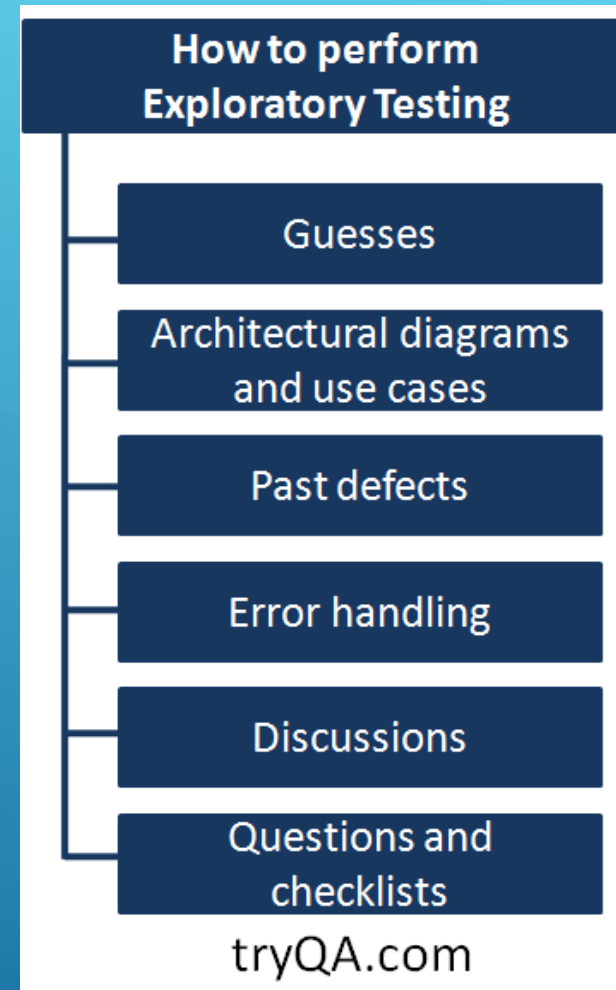 How to perform
Exploratory Testing
Guesses
Architectural diagrams
and use cases
Past defects
Error handling
Discussions
Questions and
checklists
tryQA.com